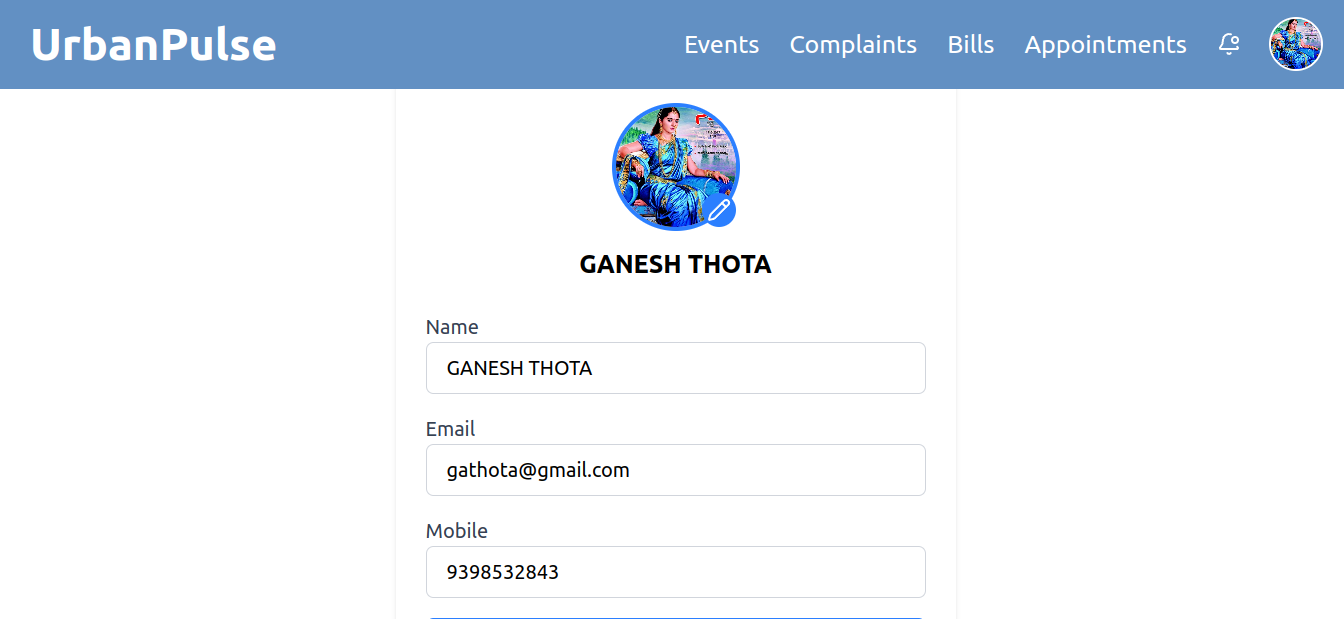 UrbanPulse
Events Complaints Bills Appointments
GANESH THOTA
Name
GANESH THOTA
Email
gathota@gmail.com
Mobile
9398532843